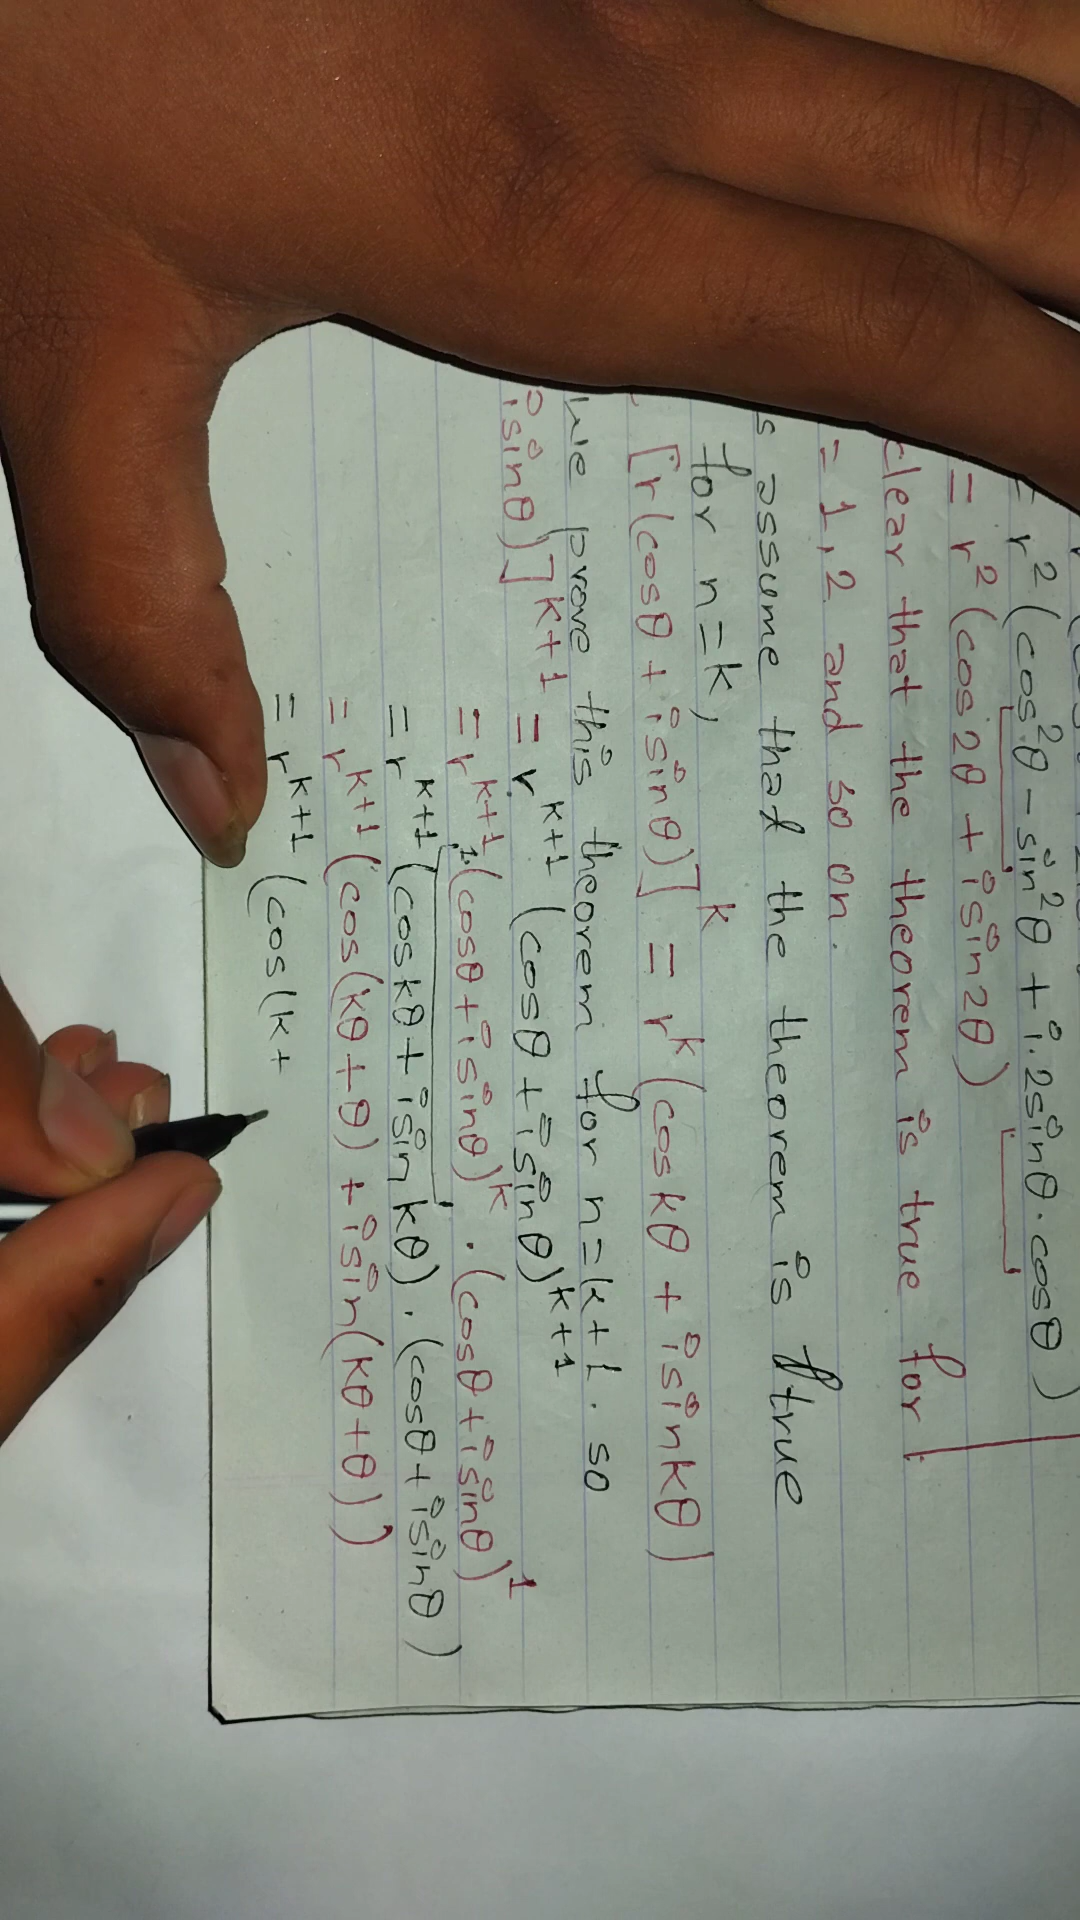 = r² (cos²θ - sin²θ + i.2sinθ.cosθ)
= r² (cos2θ + isin2θ)
clear that the theorem is true for
= 1,2 and so on.
s assume that the theorem is true
for n=k,
[r(cosθ + isinθ)]ᵏ = rᵏ(coskθ + isinkθ)
we prove this theorem for n=k+1. so
isinθ)]ᵏ⁺¹ = rᵏ⁺¹ (cosθ + isinθ)ᵏ⁺¹
= rᵏ⁺¹ (cosθ+isinθ)ᵏ . (cosθ+isinθ)¹
= rᵏ⁺¹ (coskθ+isinkθ).(cosθ+isinθ)
= rᵏ⁺¹ (cos(kθ+θ) + isin(kθ+θ))
= rᵏ⁺¹ (cos(k+